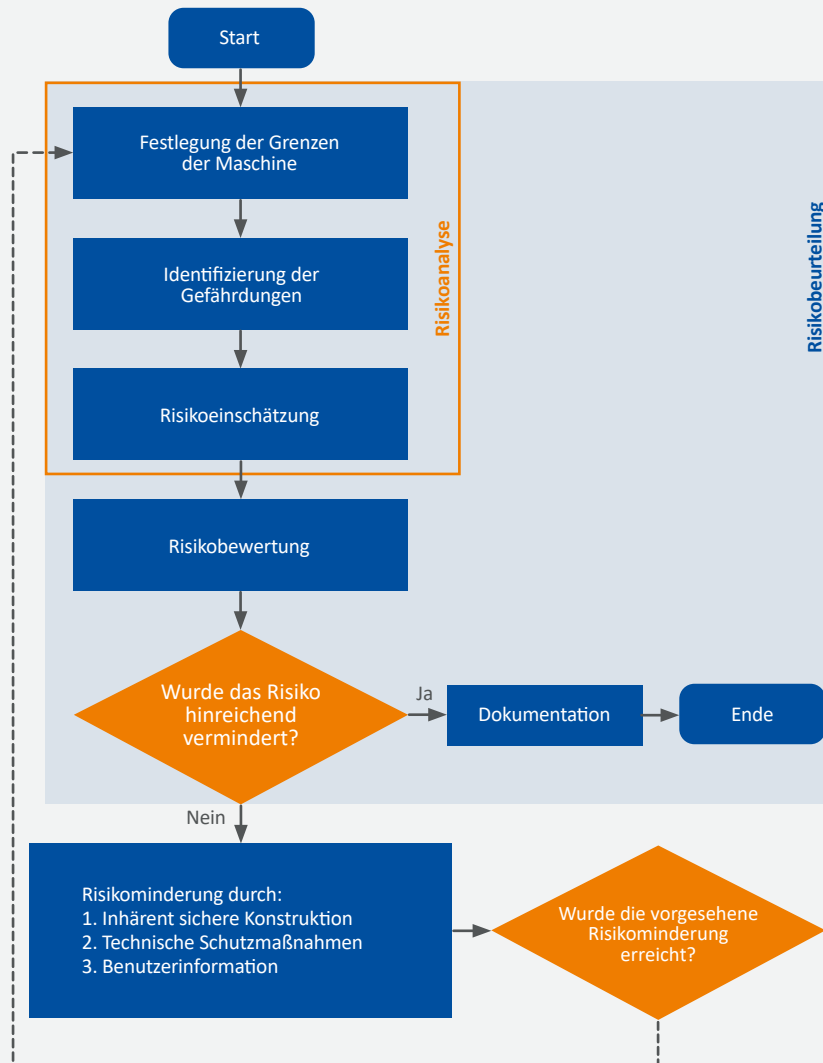 Start
Festlegung der Grenzen
der Maschine
Identifizierung der
Gefährdungen
Risikoeinschätzung
Risikoanalyse
Risikobeurteilung
Risikobewertung
Wurde das Risiko
hinreichend
vermindert?
Ja
Dokumentation
Ende
Nein
Risikominderung durch:
1. Inhärent sichere Konstruktion
2. Technische Schutzmaßnahmen
3. Benutzerinformation
Wurde die vorgesehene
Risikominderung
erreicht?